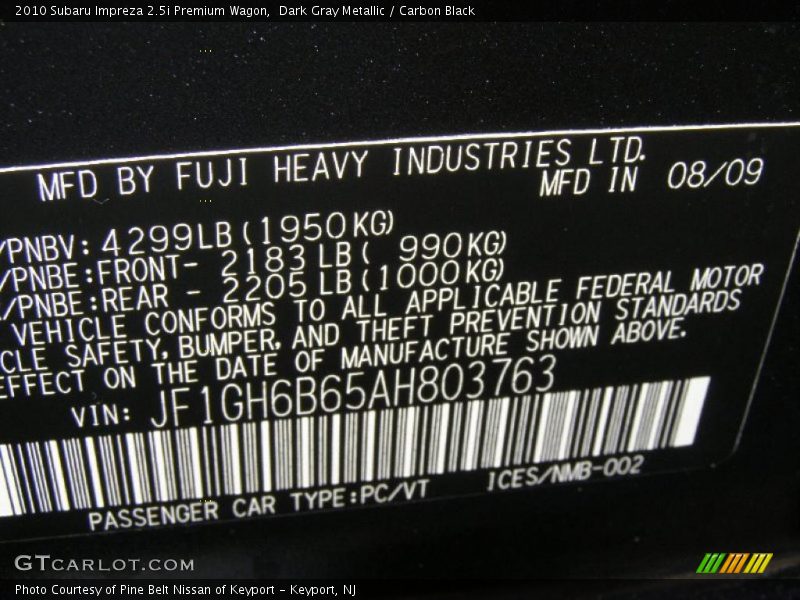 2010 Subaru Impreza 2.5i Premium Wagon,  Dark Gray Metallic / Carbon Black
MFD BY FUJI HEAVY INDUSTRIES LTD.
MFD IN 08/09
/PNBV: 4299LB(1950KG)
/PNBE:FRONT- 2183 LB( 990KG)
/PNBE:REAR - 2205 LB(1000KG)
VEHICLE CONFORMS TO ALL APPLICABLE FEDERAL MOTOR
CLE SAFETY, BUMPER, AND THEFT PREVENTION STANDARDS
EFFECT ON THE DATE OF MANUFACTURE SHOWN ABOVE.
VIN: JF1GH6B65AH803763
PASSENGER CAR TYPE:PC/VT ICES/NMB-002
GTCARLOT.COM
Photo Courtesy of Pine Belt Nissan of Keyport – Keyport, NJ